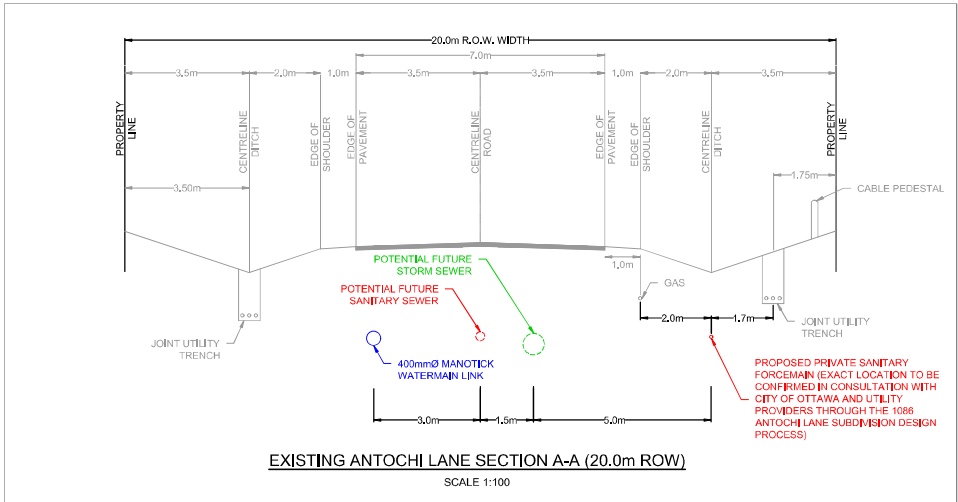 20.0m R.O.W. WIDTH
7.0m
3.5m
2.0m
1.0m
3.5m
3.5m
1.0m
2.0m
3.5m
PROPERTY
LINE
CENTRELINE
DITCH
EDGE OF
SHOULDER
EDGE OF
PAVEMENT
CENTRELINE
ROAD
EDGE OF
PAVEMENT
EDGE OF
SHOULDER
CENTRELINE
DITCH
PROPERTY
LINE
3.50m
1.75m
CABLE PEDESTAL
POTENTIAL FUTURE
STORM SEWER
1.0m
GAS
POTENTIAL FUTURE
SANITARY SEWER
2.0m
1.7m
JOINT UTILITY
TRENCH
JOINT UTILITY
TRENCH
400mmØ MANOTICK
WATERMAIN LINK
PROPOSED PRIVATE SANITARY
FORCEMAIN (EXACT LOCATION TO BE
CONFIRMED IN CONSULTATION WITH
CITY OF OTTAWA AND UTILITY
PROVIDERS THROUGH THE 1086
ANTOCHI LANE SUBDIVISION DESIGN
PROCESS)
3.0m
1.5m
5.0m
EXISTING ANTOCHI LANE SECTION A-A (20.0m ROW)
SCALE 1:100